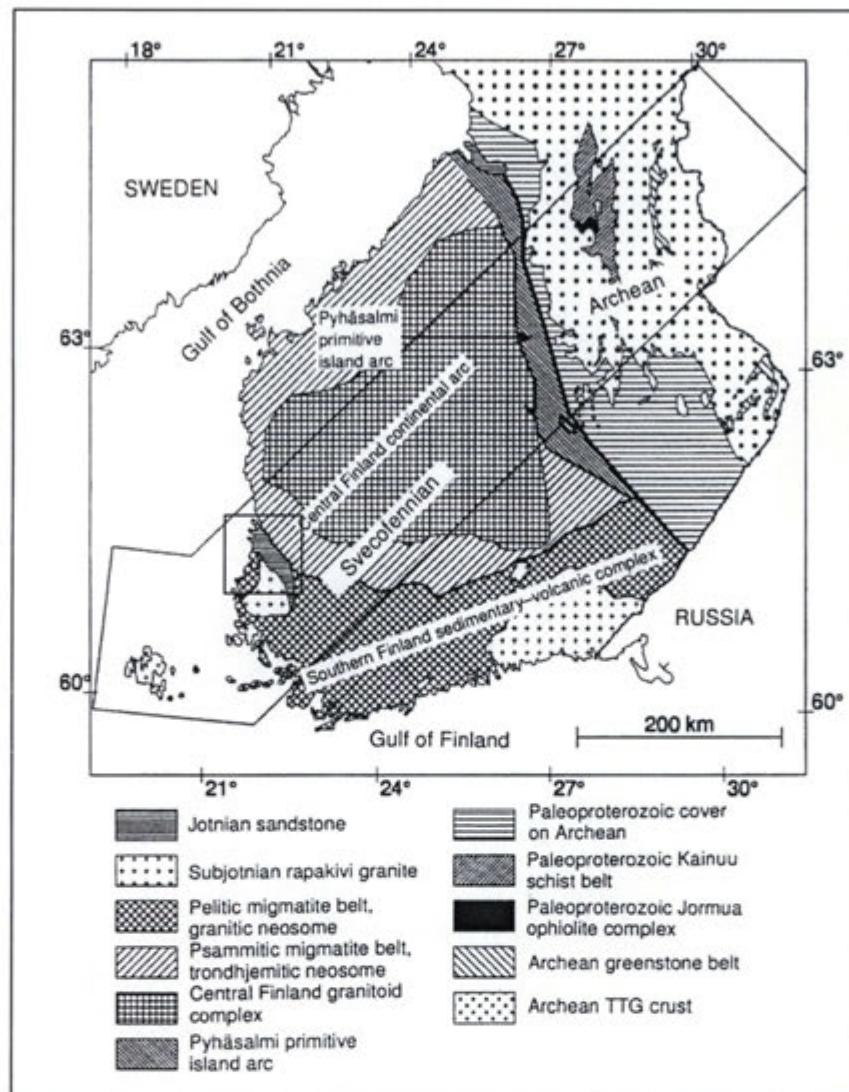 18° 21° 24° 27° 30°
SWEDEN
Gulf of Bothnia
Archean
63°
63°
Pyhäsalmi
primitive
island arc
Central Finland continental arc
Svecofennian
Southern Finland sedimentary–volcanic complex
RUSSIA
60°
60°
200 km
Gulf of Finland
21° 24° 27° 30°
Jotnian sandstone
Subjotnian rapakivi granite
Pelitic migmatite belt,
granitic neosome
Psammitic migmatite belt,
trondhjemitic neosome
Central Finland granitoid
complex
Pyhäsalmi primitive
island arc
Paleoproterozoic cover
on Archean
Paleoproterozoic Kainuu
schist belt
Paleoproterozoic Jormua
ophiolite complex
Archean greenstone belt
Archean TTG crust